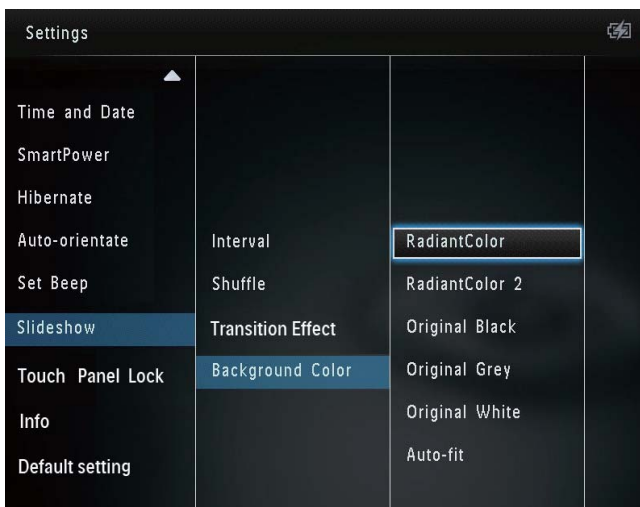 Settings
Time and Date
SmartPower
Hibernate
Auto-orientate
Set Beep
Slideshow
Touch Panel Lock
Info
Default setting
Interval
Shuffle
Transition Effect
Background Color
RadiantColor
RadiantColor 2
Original Black
Original Grey
Original White
Auto-fit